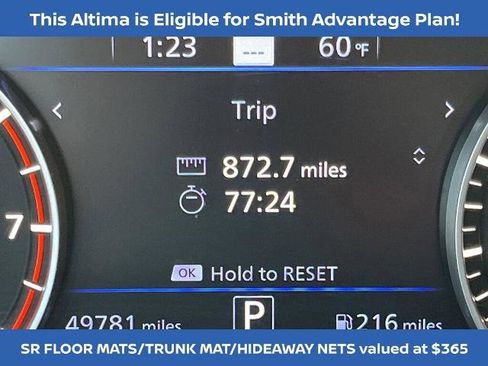 This Altima is Eligible for Smith Advantage Plan!
1:23 --- 60°F
Trip
872.7 miles
77:24
OK Hold to RESET
7
49781 miles P 216 miles
SR FLOOR MATS/TRUNK MAT/HIDEAWAY NETS valued at $365